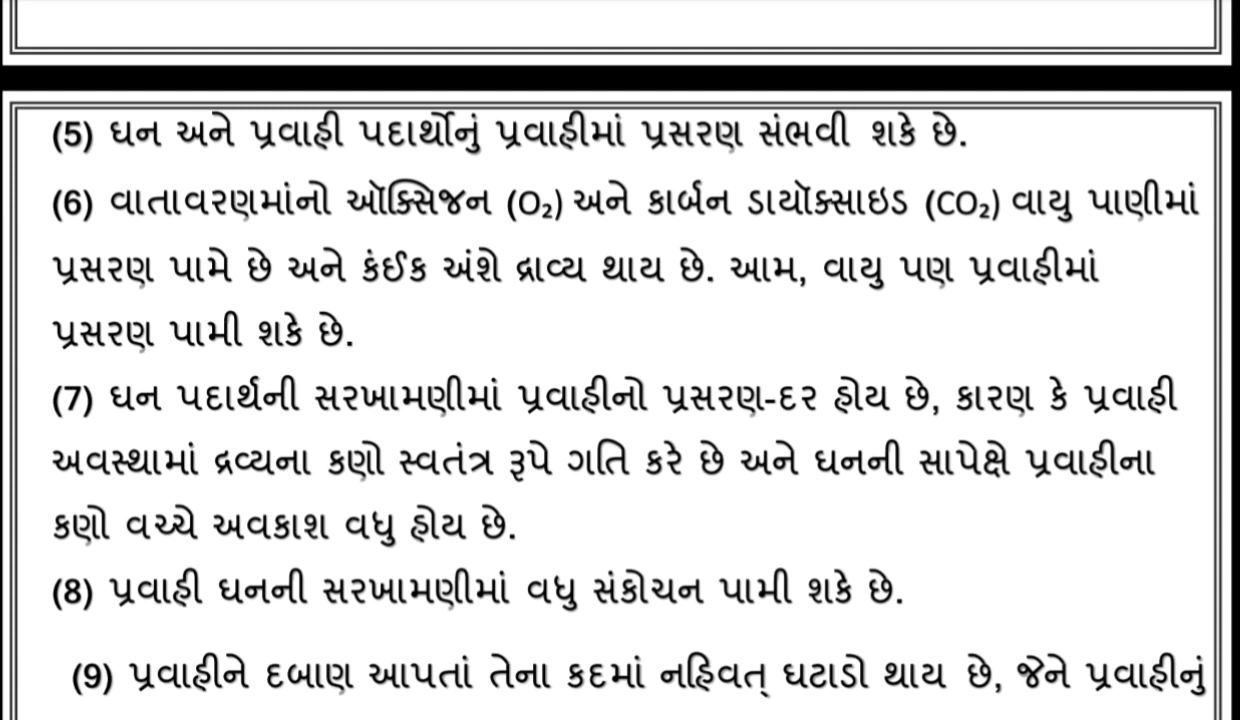 (5) ઘન અને પ્રવાહી પદાર્થોનું પ્રવાહીમાં પ્રસરણ સંભવી શકે છે.
(6) વાતાવરણમાંનો ઑક્સિજન (O₂) અને કાર્બન ડાયૉક્સાઇડ (CO₂) વાયુ પાણીમાં
પ્રસરણ પામે છે અને કંઈક અંશે દ્રાવ્ય થાય છે. આમ, વાયુ પણ પ્રવાહીમાં
પ્રસરણ પામી શકે છે.
(7) ઘન પદાર્થની સરખામણીમાં પ્રવાહીનો પ્રસરણ-દર હોય છે, કારણ કે પ્રવાહી
અવસ્થામાં દ્રવ્યના કણો સ્વતંત્ર રૂપે ગતિ કરે છે અને ઘનની સાપેક્ષે પ્રવાહીના
કણો વચ્ચે અવકાશ વધુ હોય છે.
(8) પ્રવાહી ઘનની સરખામણીમાં વધુ સંકોચન પામી શકે છે.
(9) પ્રવાહીને દબાણ આપતાં તેના કદમાં નહિવત્ ઘટાડો થાય છે, જેને પ્રવાહીનું